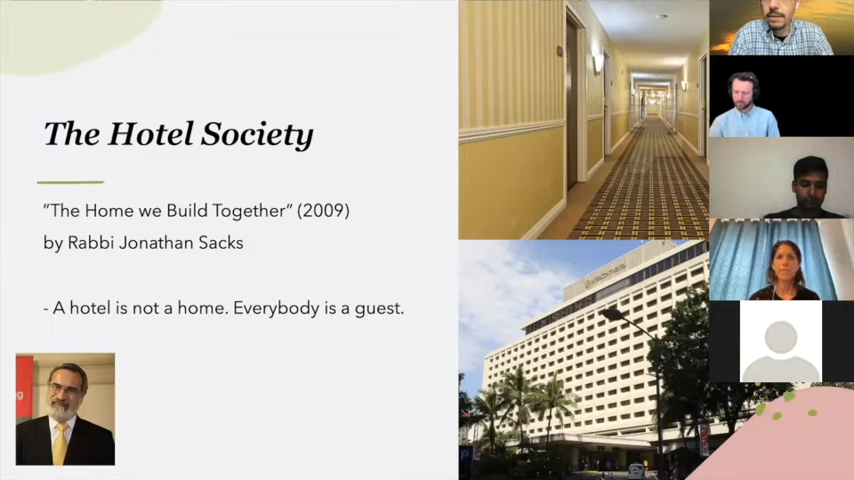 The Hotel Society
"The Home we Build Together" (2009)
by Rabbi Jonathan Sacks
- A hotel is not a home. Everybody is a guest.